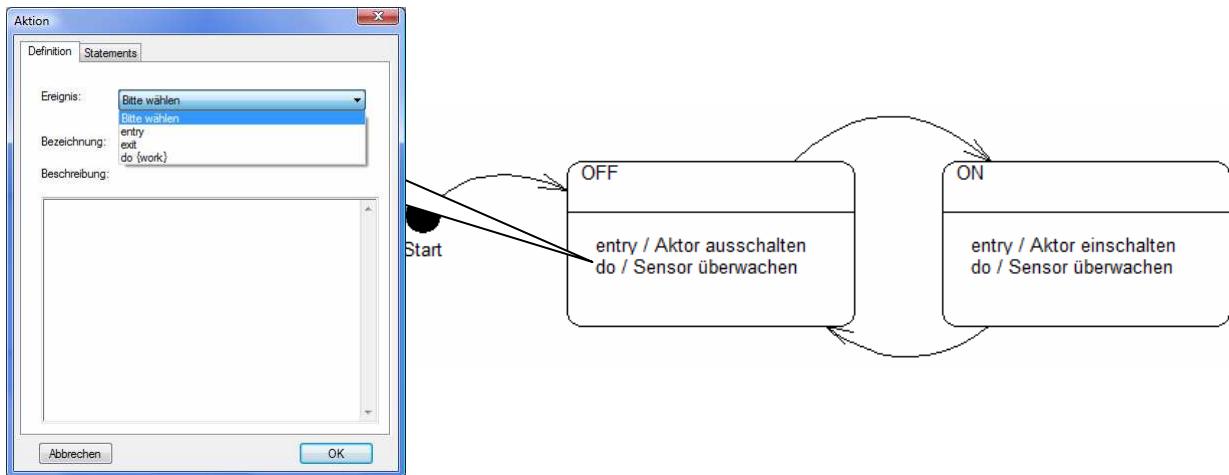 Aktion
Definition
Statements
Ereignis:
Bitte wählen
Bitte wählen
entry
exit
do {work}
Bezeichnung:
Beschreibung:
Abbrechen
OK
Start
OFF
entry / Aktor ausschalten
do / Sensor überwachen
ON
entry / Aktor einschalten
do / Sensor überwachen